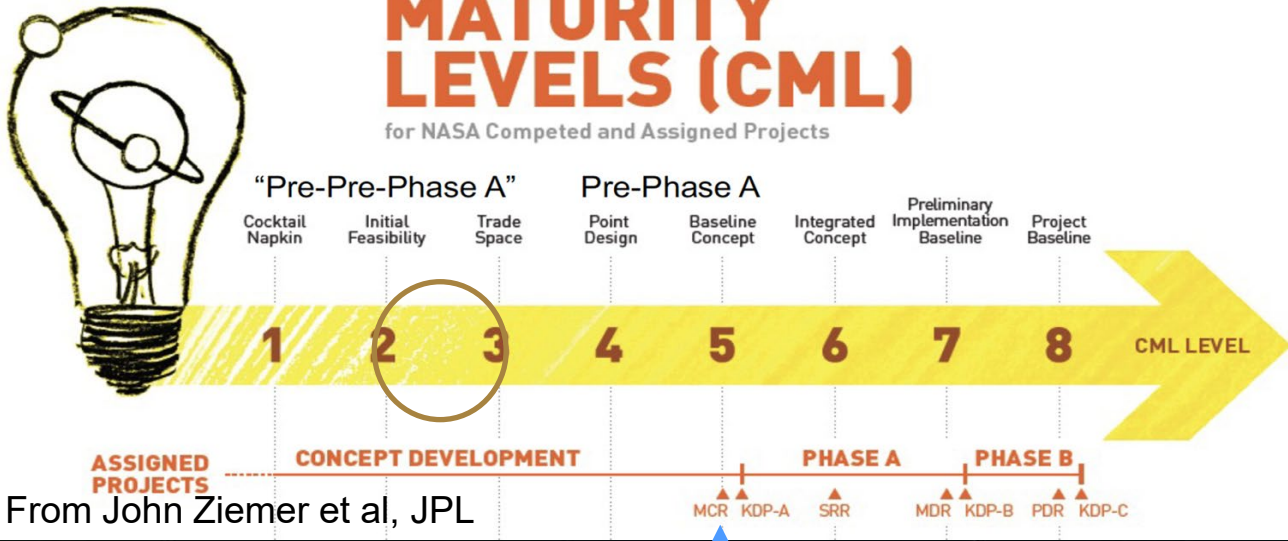 MATURITY
LEVELS (CML)
for NASA Competed and Assigned Projects
“Pre-Pre-Phase A” Pre-Phase A
Cocktail Napkin
Initial Feasibility
Trade Space
Point Design
Baseline Concept
Integrated Concept
Preliminary Implementation Baseline
Project Baseline
1 2 3 4 5 6 7 8 CML LEVEL
ASSIGNED
PROJECTS
CONCEPT DEVELOPMENT PHASE A PHASE B
MCR KDP-A SRR MDR KDP-B PDR KDP-C
From John Ziemer et al, JPL